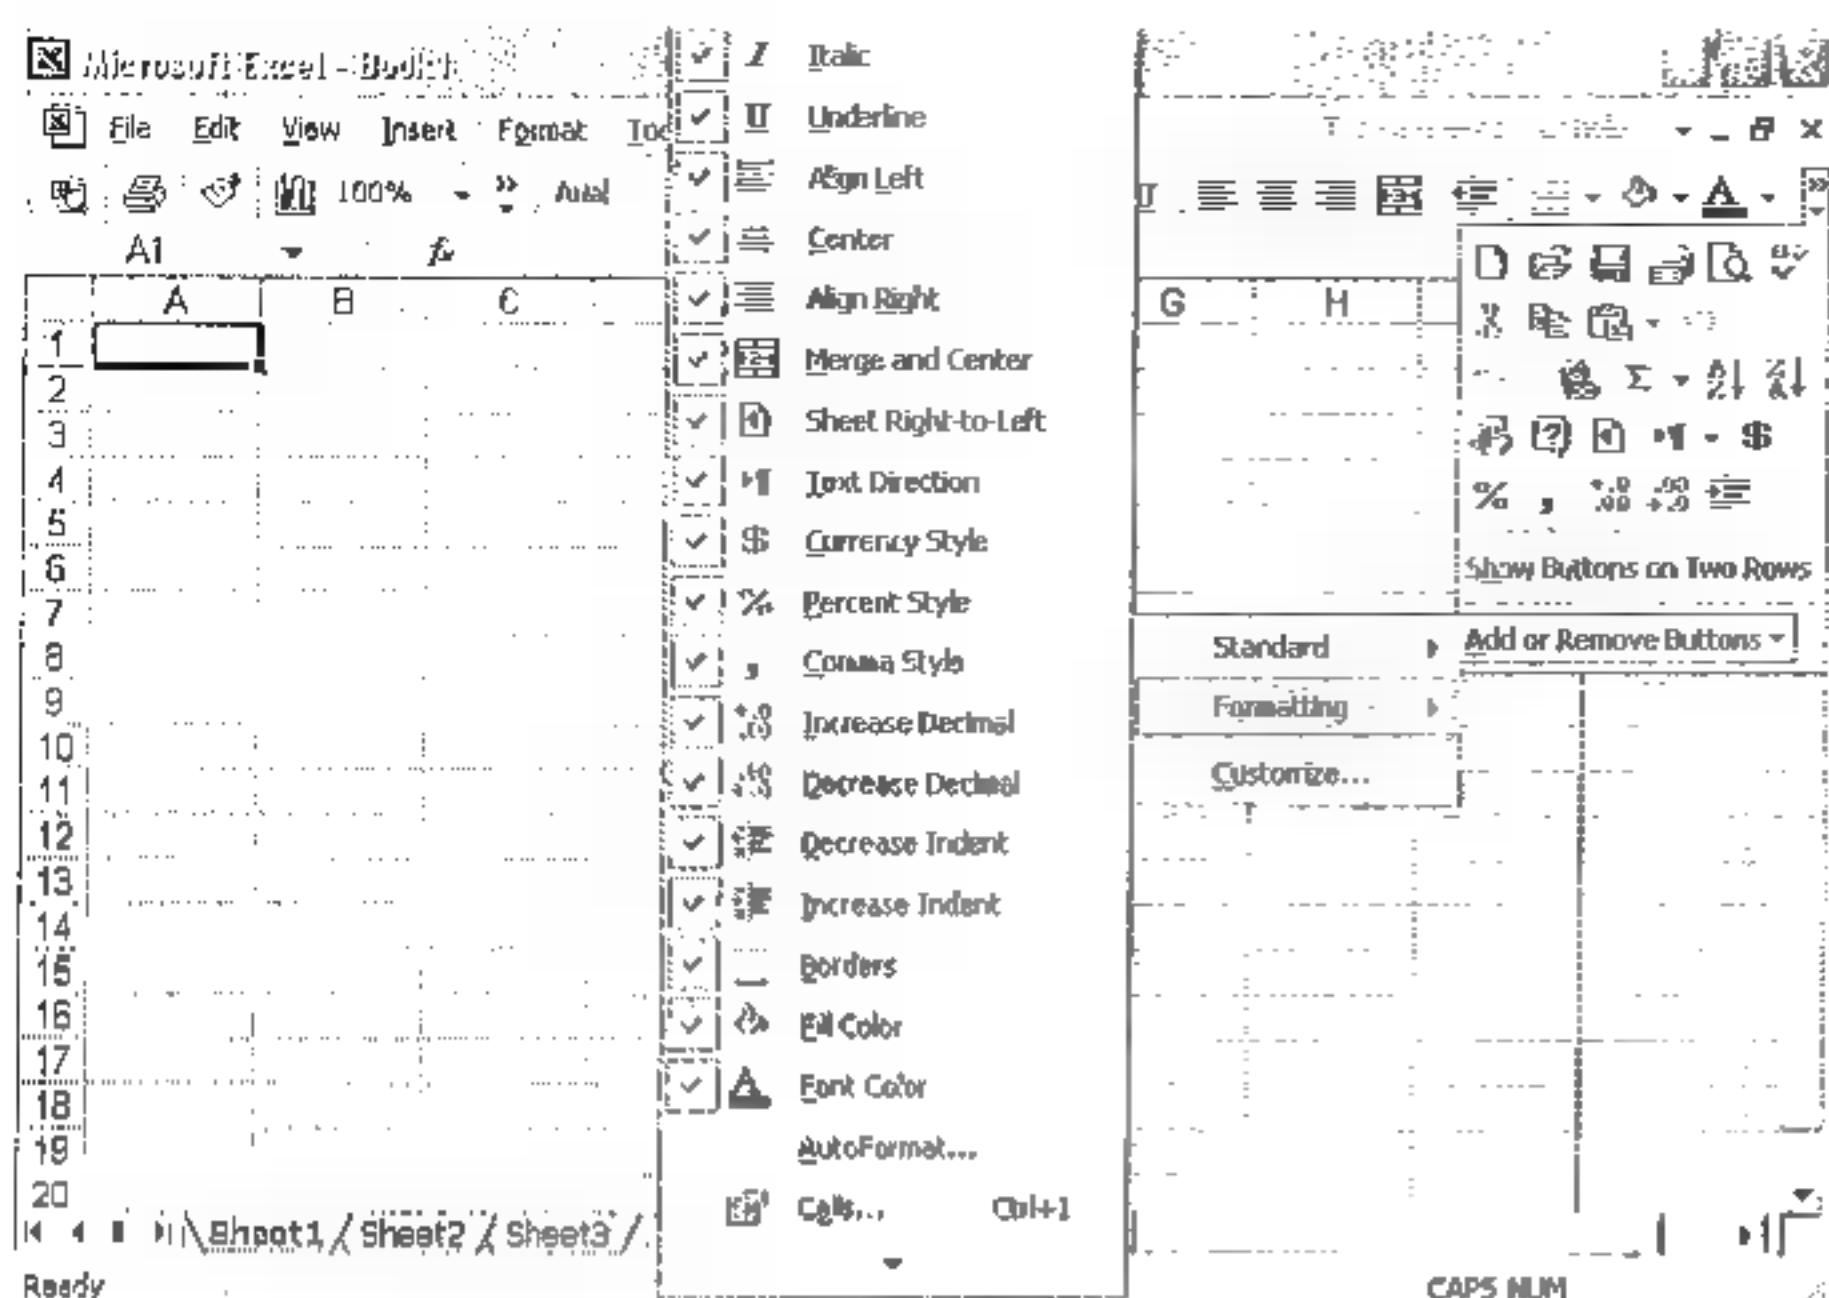 Microsoft Excel - Book1
File Edit View Insert Format
100% Arial
A1 fx
A B C G H
1
2
3
4
5
6
7
8
9
10
11
12
13
14
15
16
17
18
19
20
Italic
Underline
Align Left
Center
Align Right
Merge and Center
Sheet Right-to-Left
Text Direction
$ Currency Style
% Percent Style
, Comma Style
Increase Decimal
Decrease Decimal
Decrease Indent
Increase Indent
Borders
Fill Color
Font Color
AutoFormat...
Cells... Ctrl+1
Show Buttons on Two Rows
Add or Remove Buttons
Standard
Formatting
Customize...
Sheet1 Sheet2 Sheet3
Ready CAPS NUM